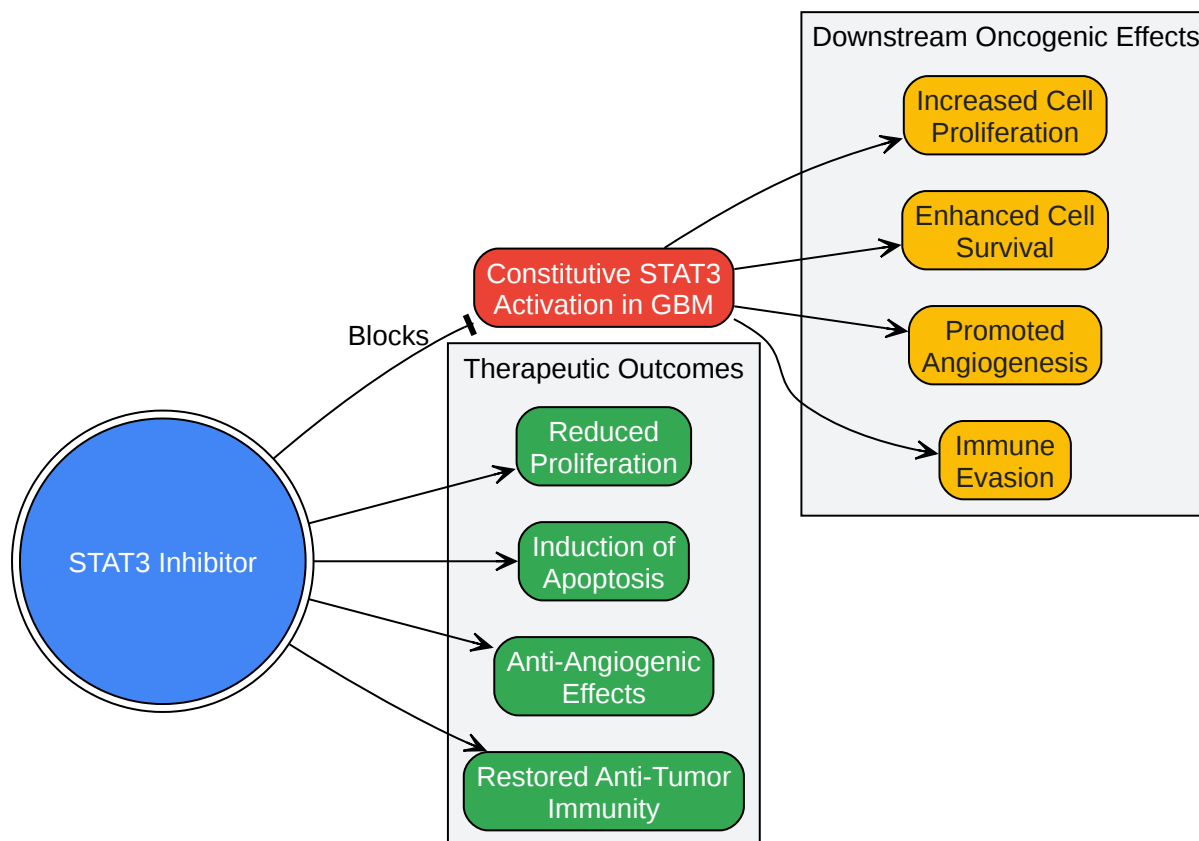 Downstream Oncogenic Effects
Increased Cell
Proliferation
Enhanced Cell
Survival
Constitutive STAT3
Activation in GBM
Promoted
Angiogenesis
Blocks
Immune
Evasion
Therapeutic Outcomes
Reduced
Proliferation
STAT3 Inhibitor
Induction of
Apoptosis
Anti-Angiogenic
Effects
Restored Anti-Tumor
Immunity